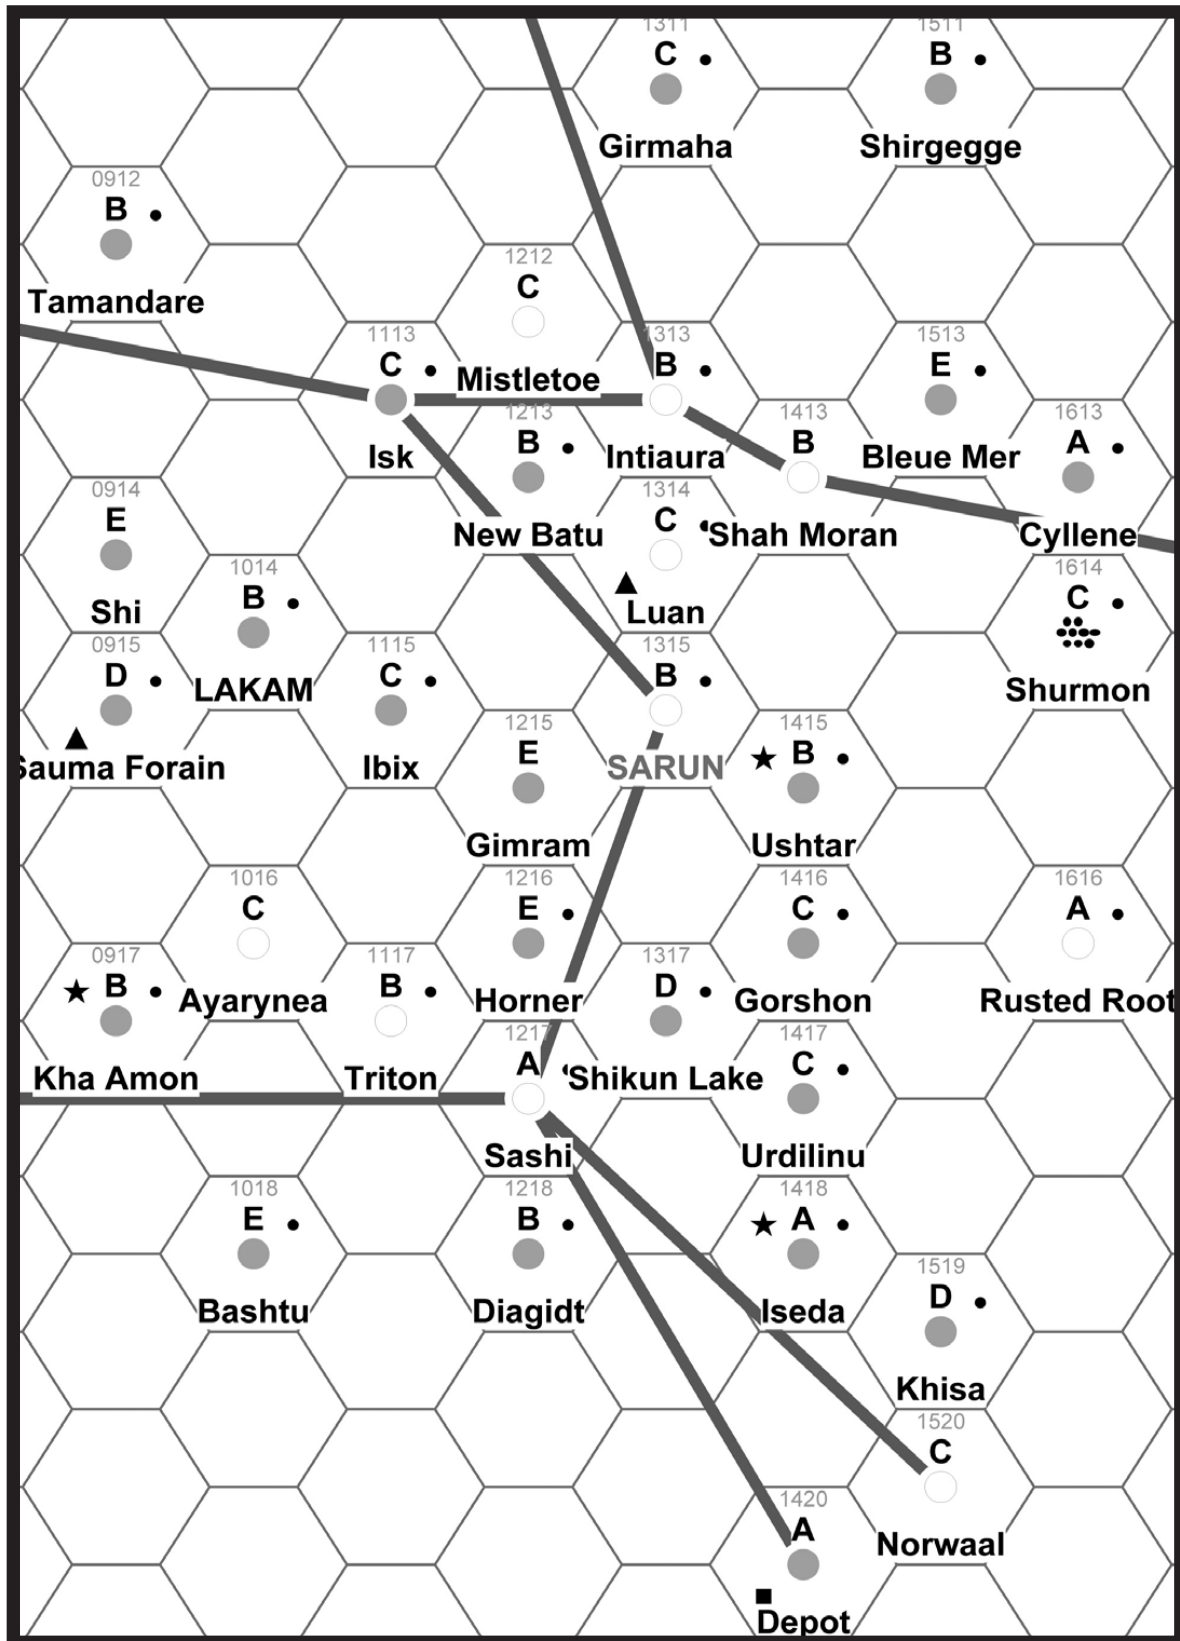 1311
C
Girmaha
1511
B
Shirgegge
0912
B
Tamandare
1212
C
Mistletoe
1113
C
Isk
1313
B
Intiaura
1513
E
Bleue Mer
1213
B
New Batu
1413
B
Shah Moran
1613
A
Cyllene
0914
E
Shi
1314
C
Luan
1014
B
LAKAM
1614
C
Shurmon
0915
D
Sauma Forain
1115
C
Ibix
1315
B
SARUN
1215
E
Gimram
1415
B
Ushtar
1016
C
Ayarynea
1216
E
Horner
1416
C
Gorshon
1616
A
Rusted Root
0917
B
Kha Amon
1117
B
Triton
1317
D
Shikun Lake
1217
A
Sashi
1417
C
Urdilinu
1018
E
Bashtu
1218
B
Diagidt
1418
A
Iseda
1519
D
Khisa
1520
C
Norwaal
1420
A
Depot